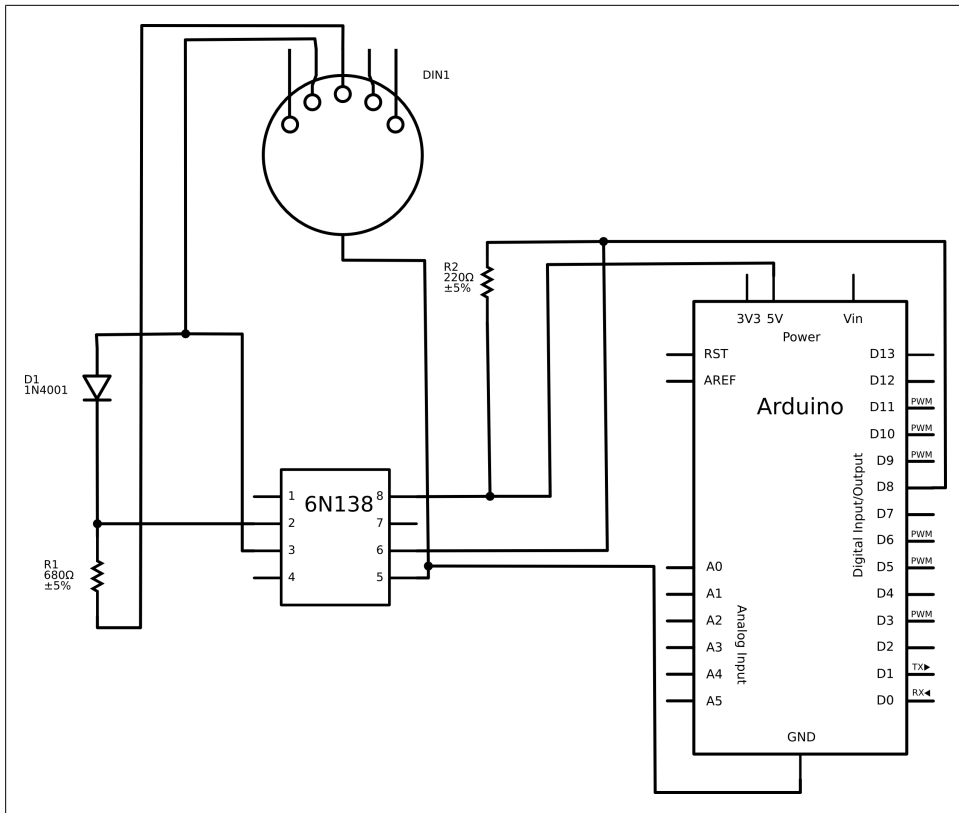 DIN1
R2
220Ω
±5%
D1
1N4001
R1
680Ω
±5%
6N138
1
2
3
4
8
7
6
5
3V3 5V
Vin
Power
RST
AREF
Arduino
A0
A1
A2
A3
A4
A5
Analog Input
Digital Input/Output
D13
D12
D11
PWM
D10
PWM
D9
PWM
D8
D7
D6
PWM
D5
PWM
D4
D3
PWM
D2
D1
TX▶
D0
RX◀
GND